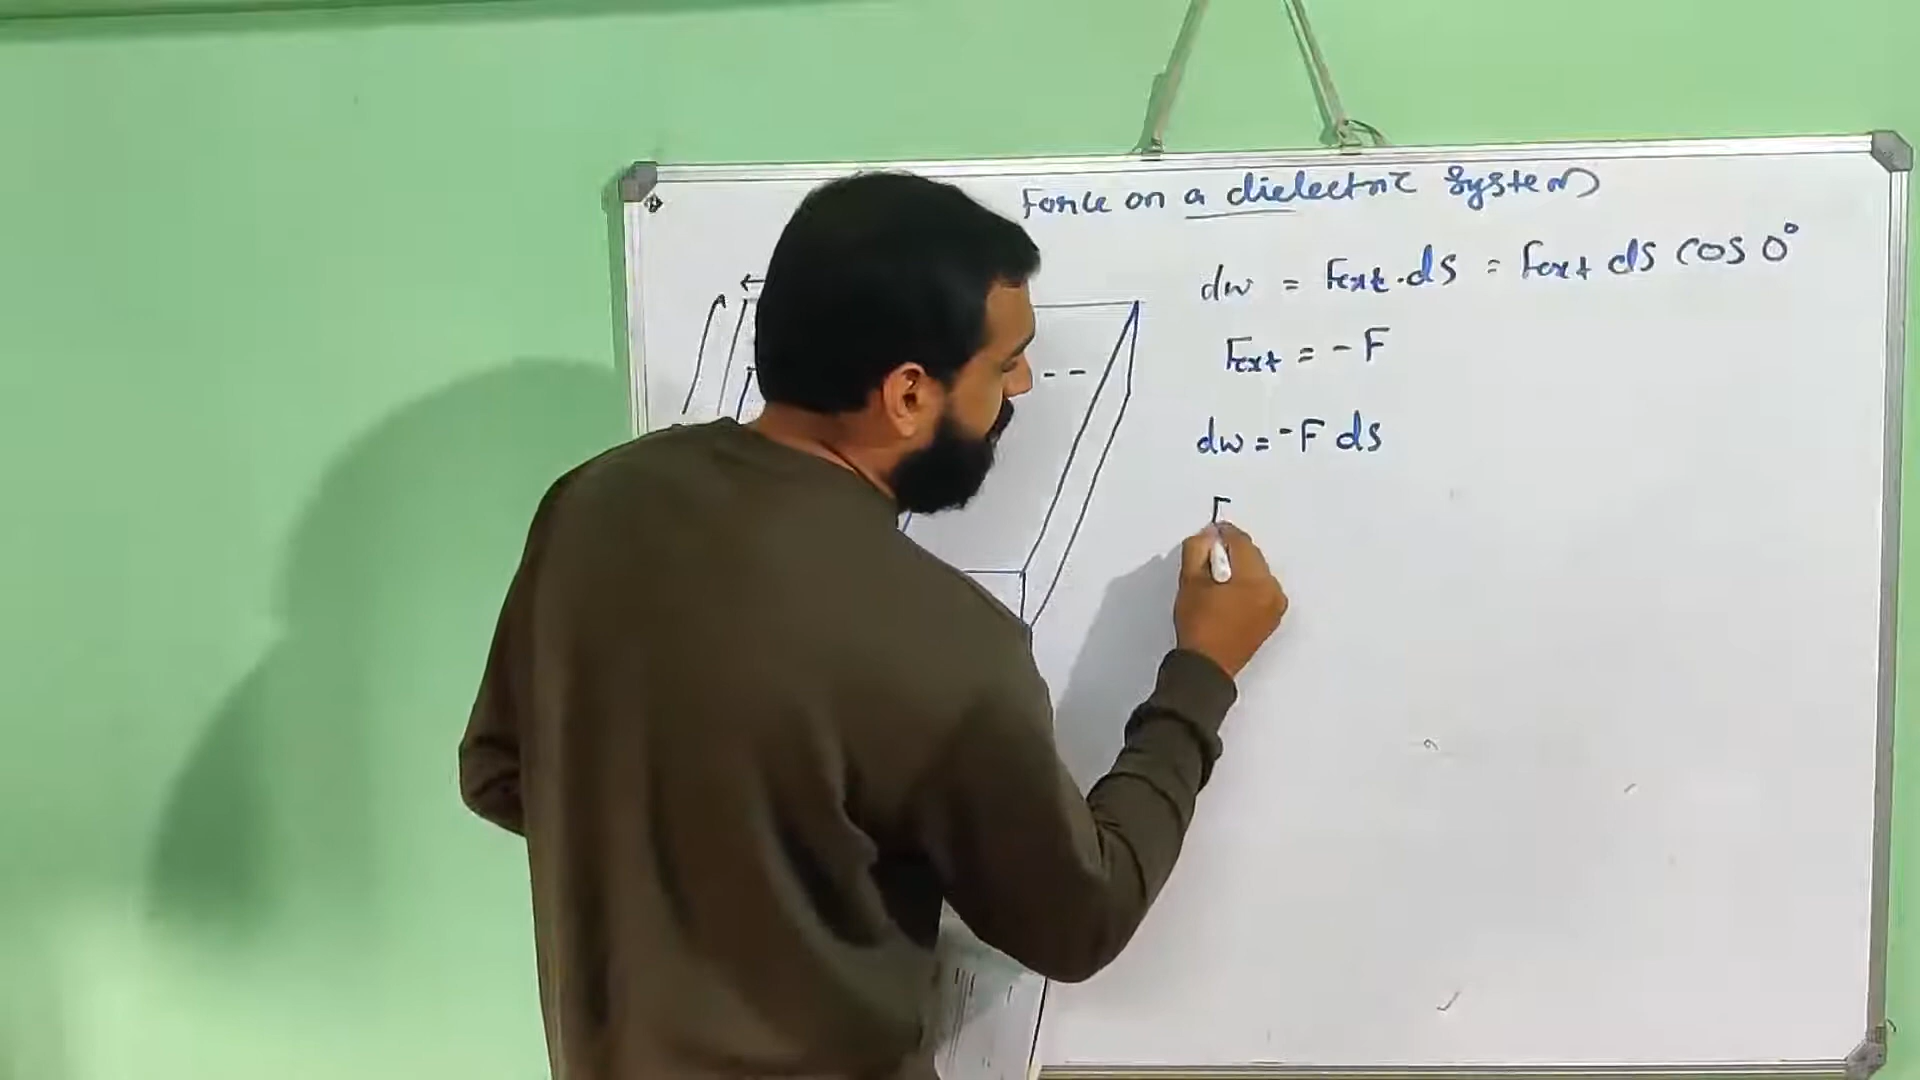 Force on a dielectric system
dw = Fext . ds = Fext ds cos 0°
Fext = - F
dw = - F ds
F